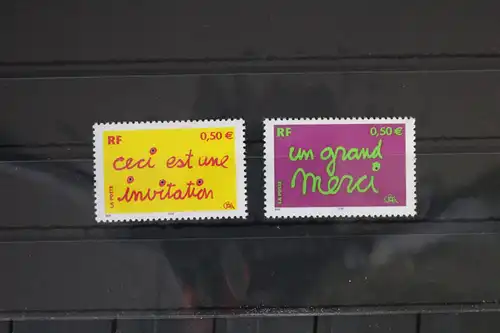 RF 0,50 €
ceci est une
invitation
LA POSTE
RF 0,50 €
un grand
merci
LA POSTE